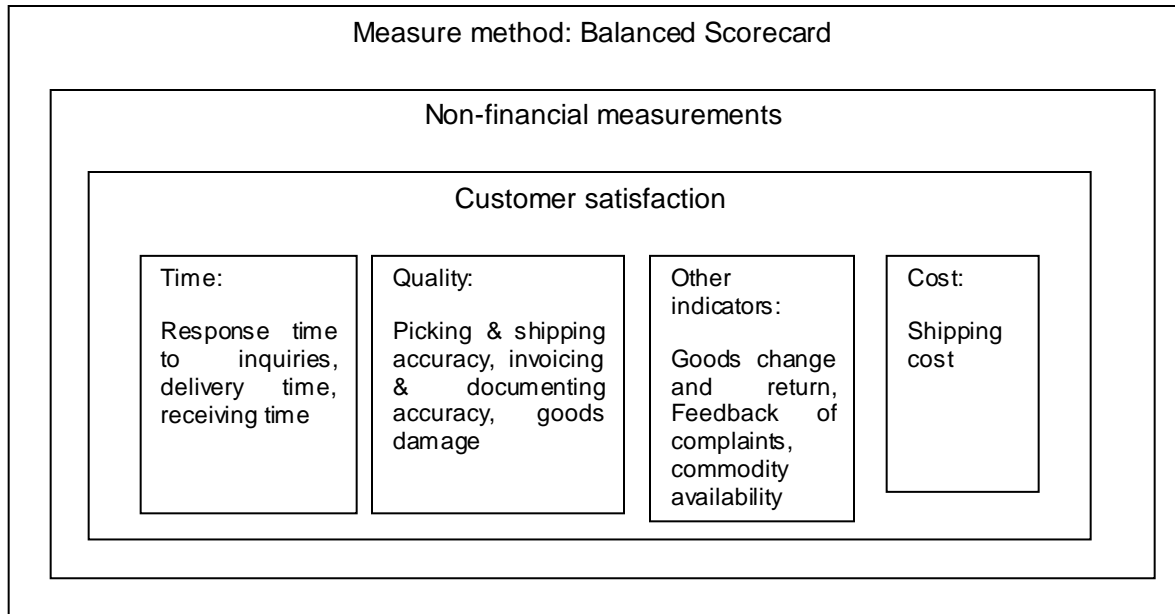 Measure method: Balanced Scorecard
Non-financial measurements
Customer satisfaction
Time:
Response time
to inquiries,
delivery time,
receiving time
Quality:
Picking & shipping
accuracy, invoicing
& documenting
accuracy, goods
damage
Other
indicators:
Goods change
and return,
Feedback of
complaints,
commodity
availability
Cost:
Shipping
cost